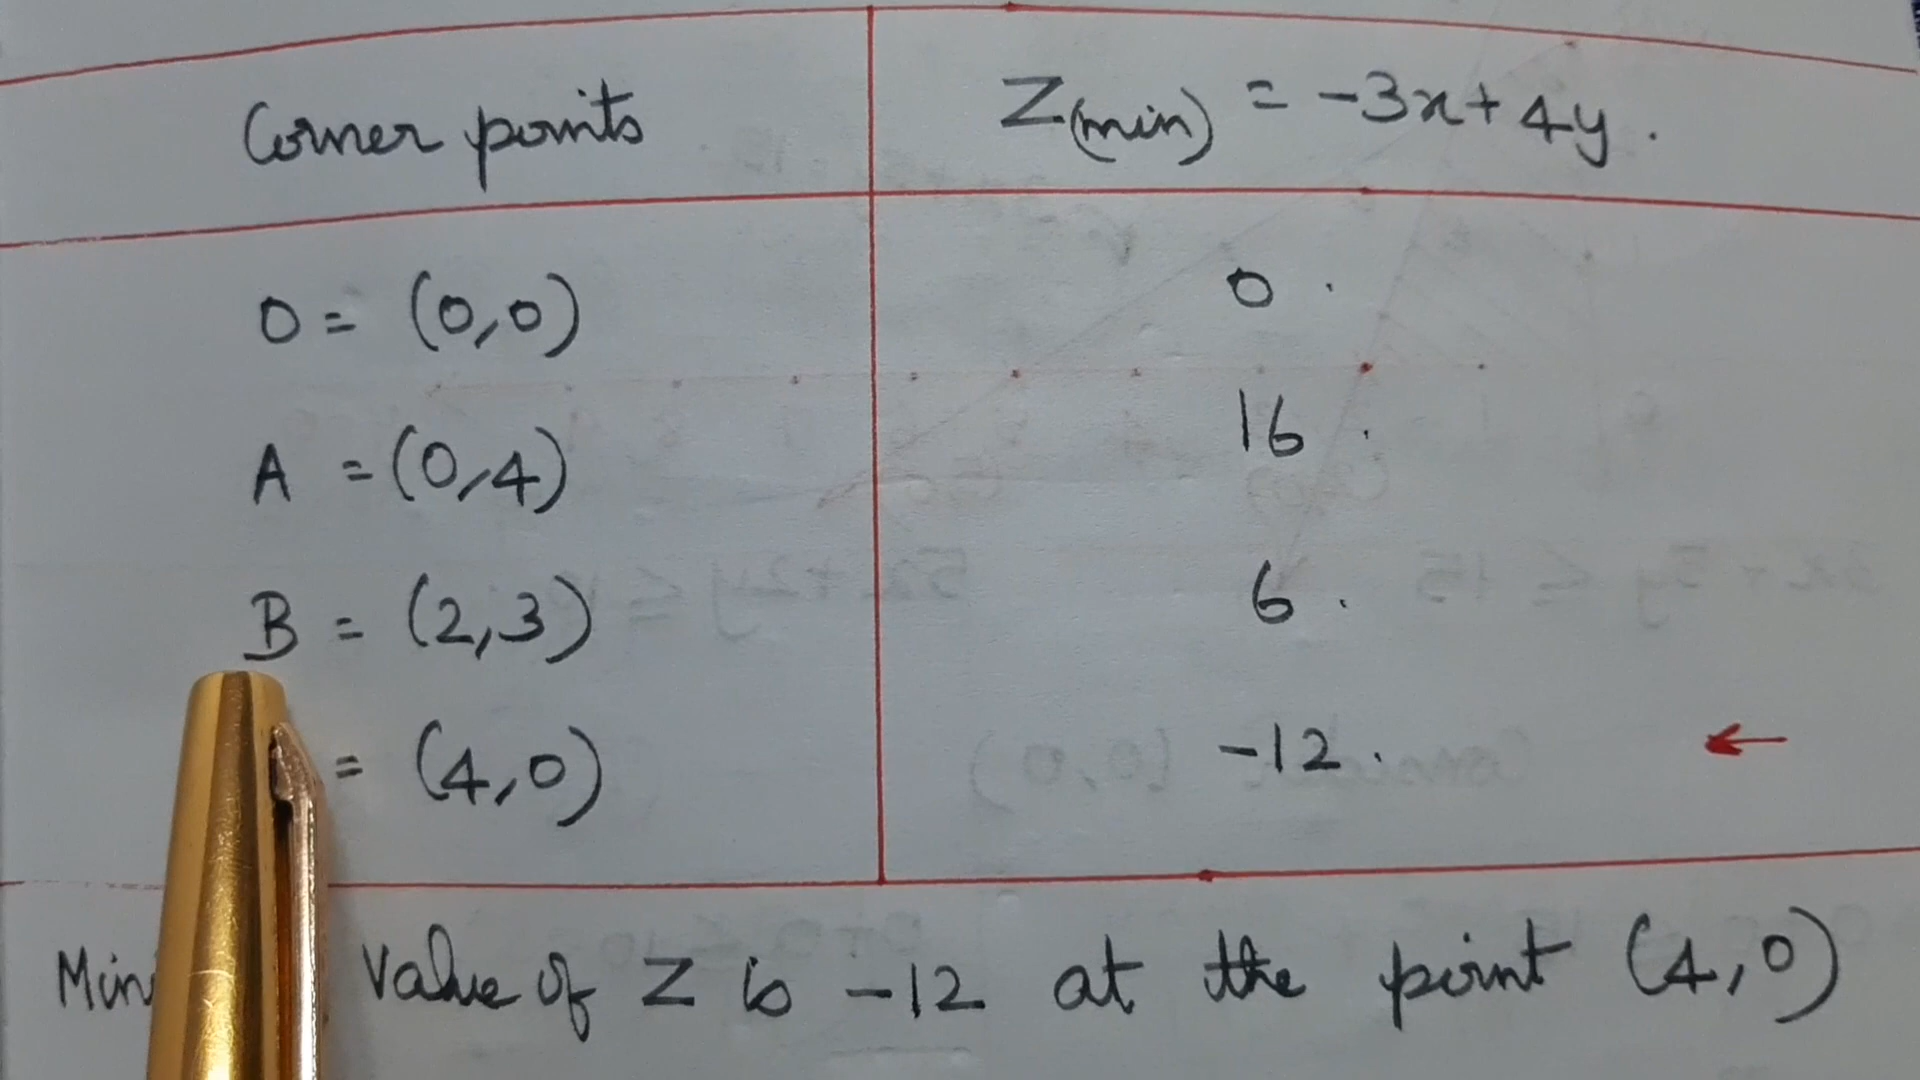 Corner points Z(min) = -3x + 4y.
O = (0,0) 0.
A = (0,4) 16.
B = (2,3) 6.
= (4,0) -12. ←
Min Value of Z is -12 at the point (4,0)